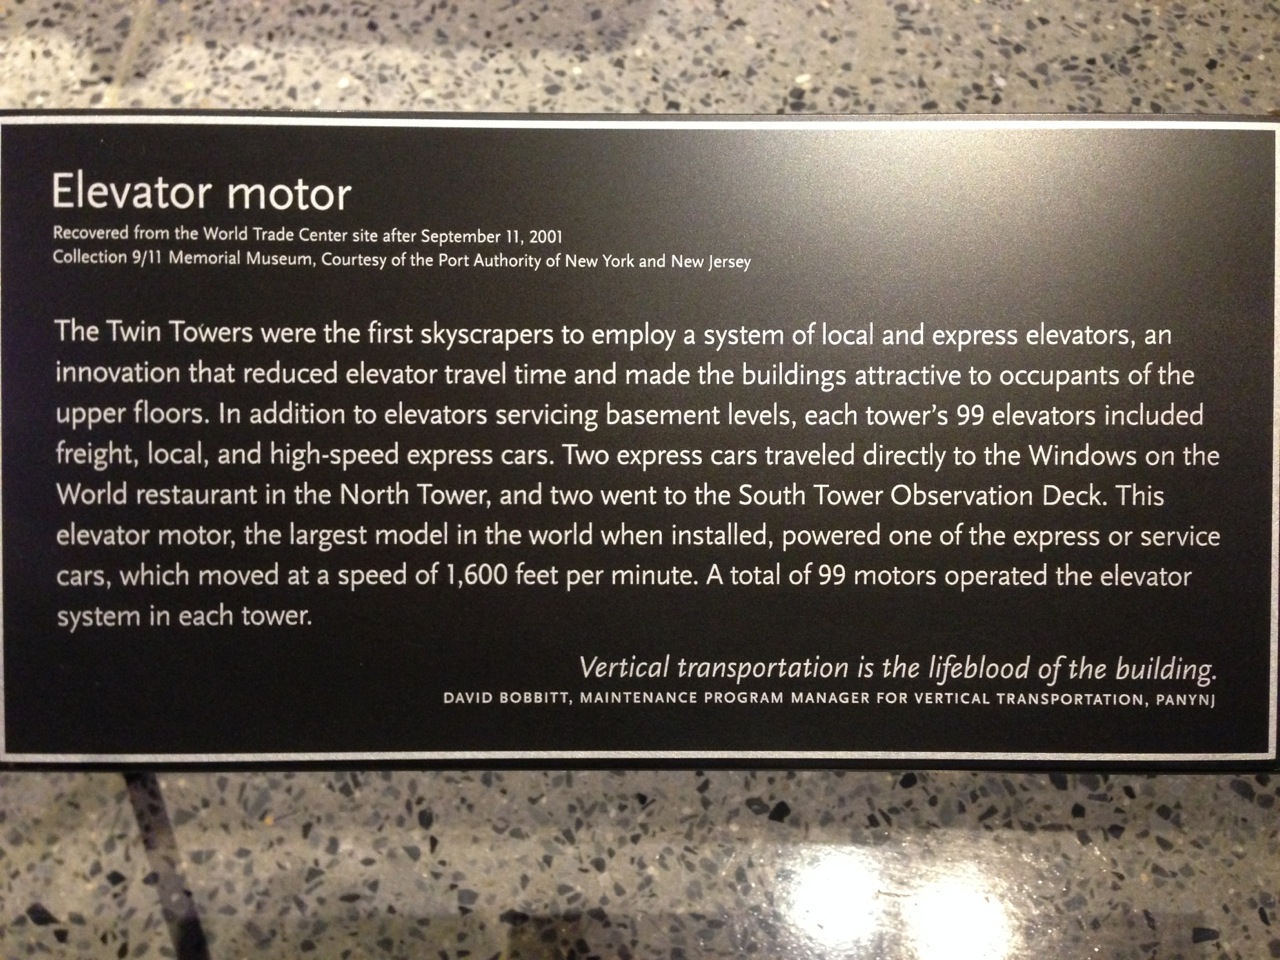 Elevator motor
Recovered from the World Trade Center site after September 11, 2001
Collection 9/11 Memorial Museum, Courtesy of the Port Authority of New York and New Jersey
The Twin Towers were the first skyscrapers to employ a system of local and express elevators, an
innovation that reduced elevator travel time and made the buildings attractive to occupants of the
upper floors. In addition to elevators servicing basement levels, each tower's 99 elevators included
freight, local, and high-speed express cars. Two express cars traveled directly to the Windows on the
World restaurant in the North Tower, and two went to the South Tower Observation Deck. This
elevator motor, the largest model in the world when installed, powered one of the express or service
cars, which moved at a speed of 1,600 feet per minute. A total of 99 motors operated the elevator
system in each tower.
Vertical transportation is the lifeblood of the building.
DAVID BOBBITT, MAINTENANCE PROGRAM MANAGER FOR VERTICAL TRANSPORTATION, PANYNJ